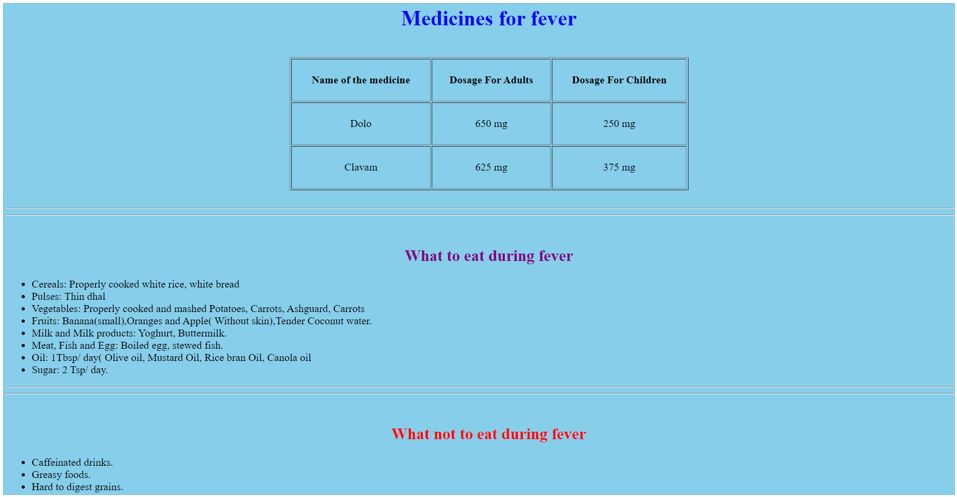 Medicines for fever
Name of the medicine Dosage For Adults Dosage For Children
Dolo 650 mg 250 mg
Clavam 625 mg 375 mg
What to eat during fever
• Cereals: Properly cooked white rice, white bread
• Pulses: Thin dhal
• Vegetables: Properly cooked and mashed Potatoes, Carrots, Ashguard, Carrots
• Fruits: Banana(small),Oranges and Apple( Without skin),Tender Coconut water.
• Milk and Milk products: Yoghurt, Buttermilk.
• Meat, Fish and Egg: Boiled egg, stewed fish.
• Oil: 1Tbsp/ day( Olive oil, Mustard Oil, Rice bran Oil, Canola oil
• Sugar: 2 Tsp/ day.
What not to eat during fever
• Caffeinated drinks.
• Greasy foods.
• Hard to digest grains.